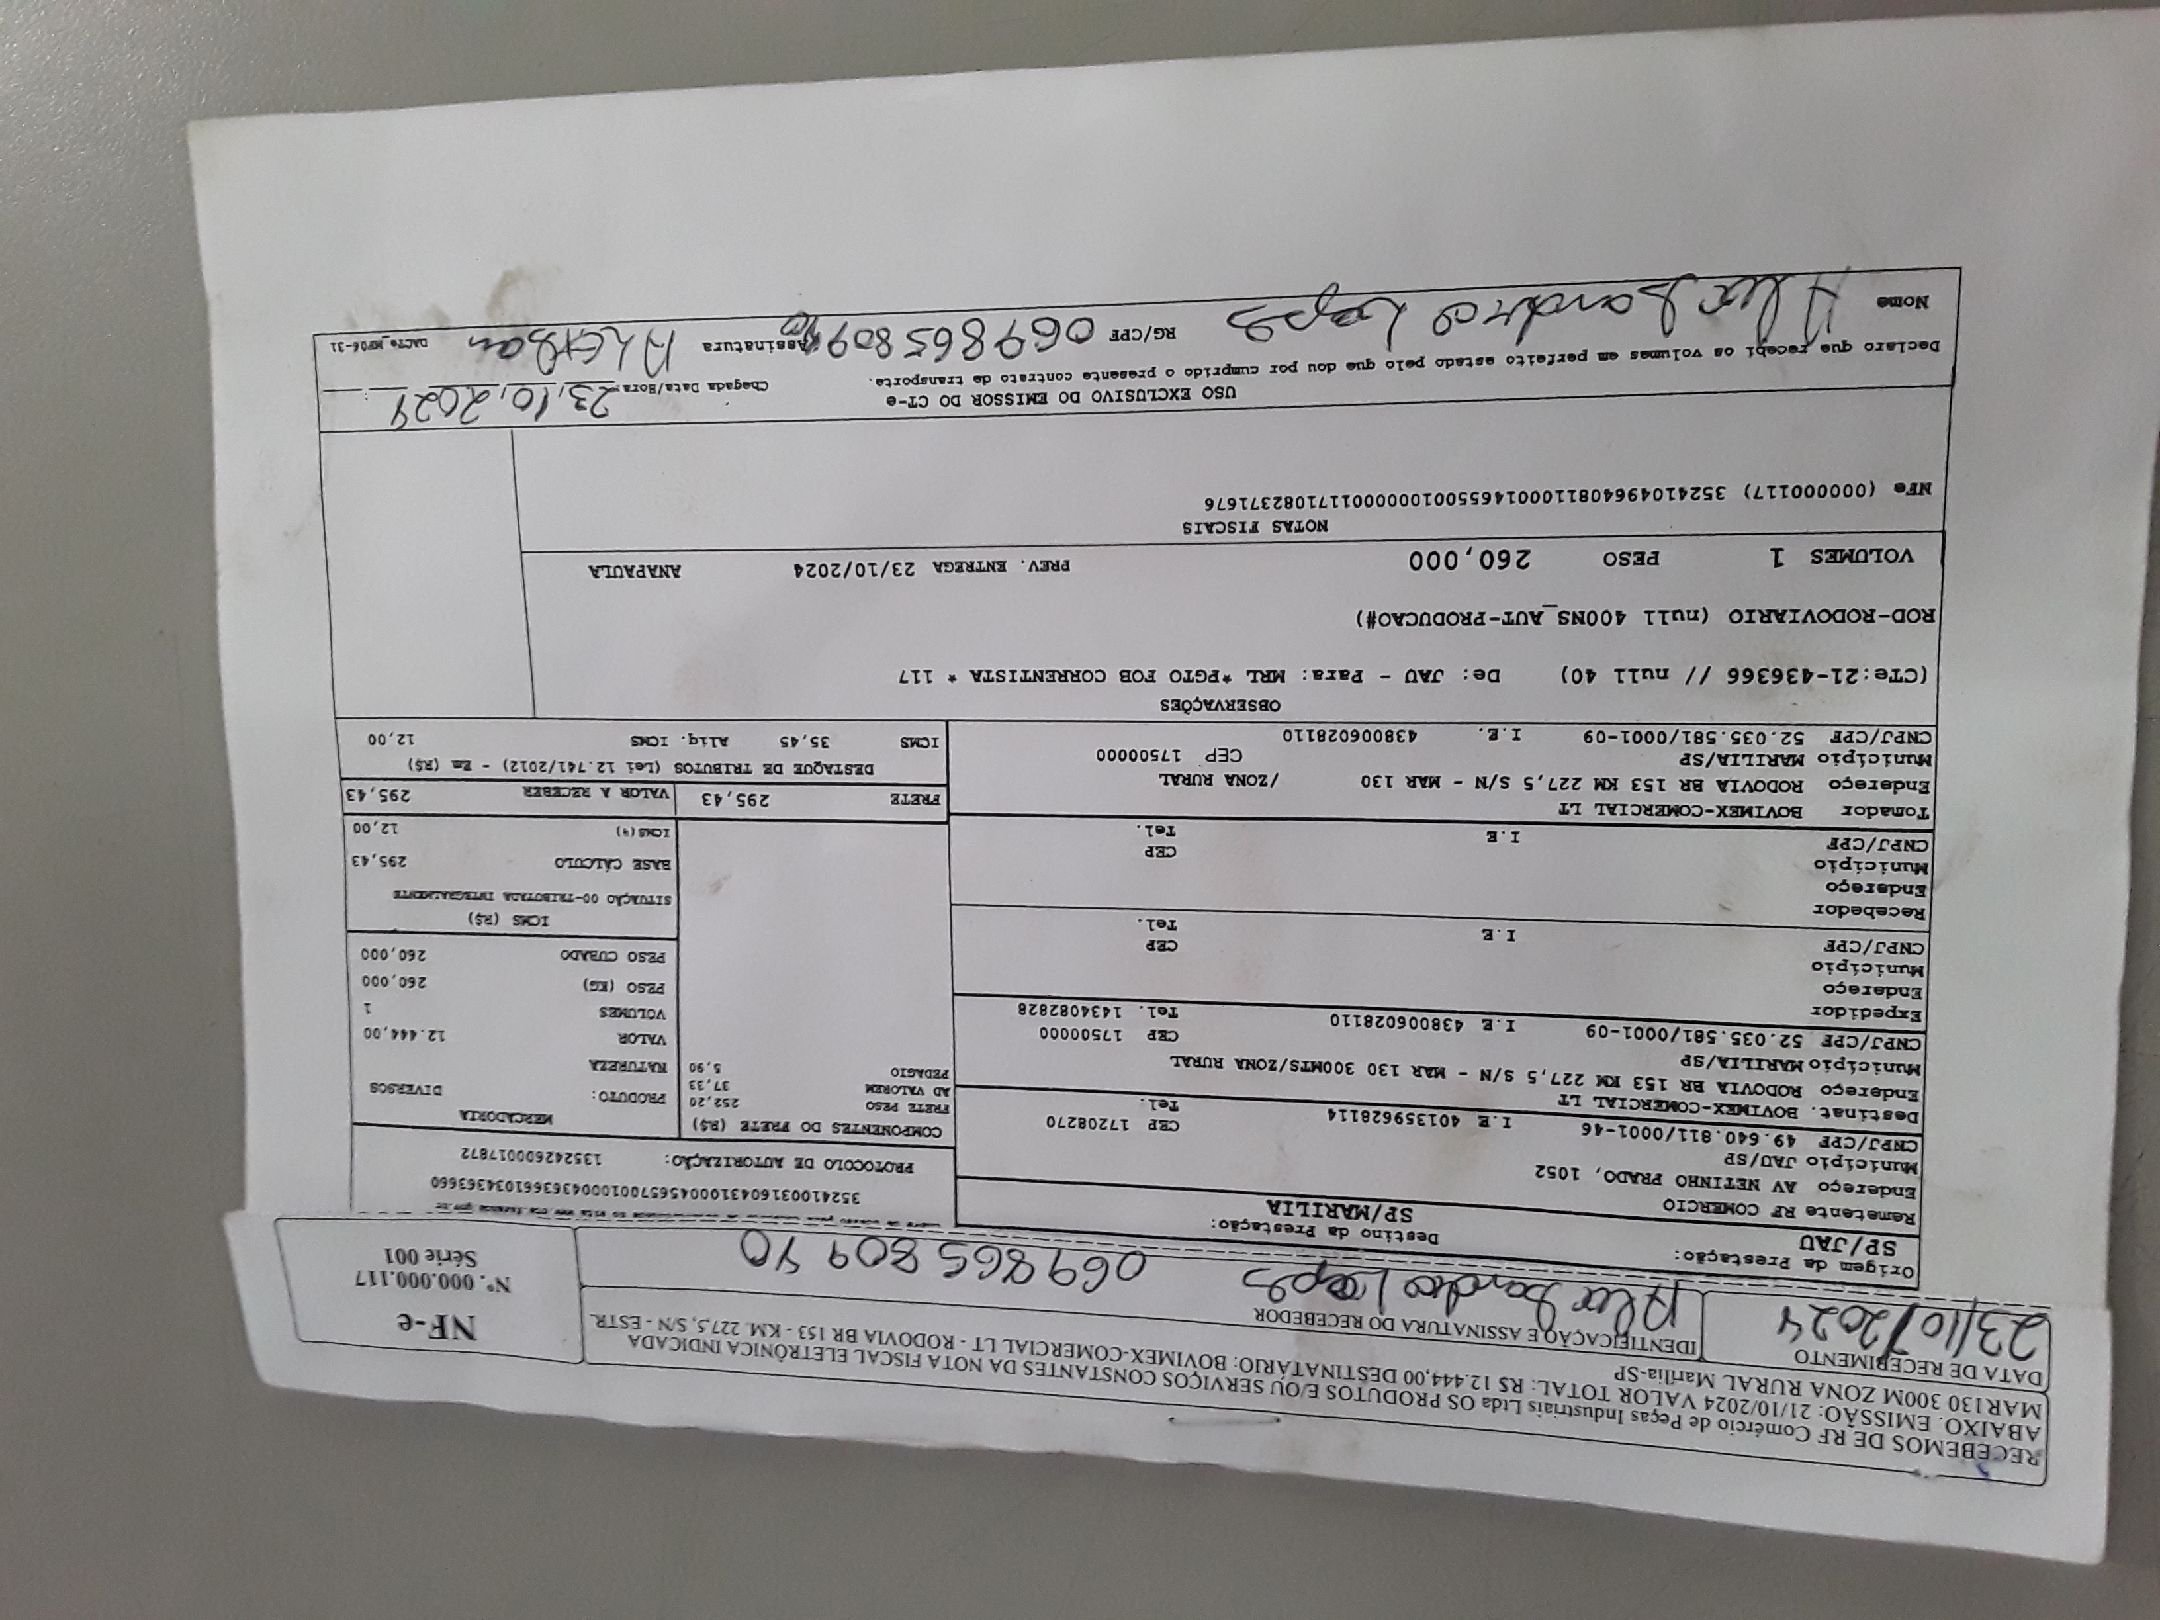 RECEBEMOS DE RF Comércio de Peças Industriais Ltda OS PRODUTOS E/OU SERVIÇOS CONSTANTES DA NOTA FISCAL ELETRÔNICA INDICADA
ABAIXO. EMISSÃO: 21/10/2024 VALOR TOTAL: R$ 12.444,00 DESTINATÁRIO: BOVIMEX-COMERCIAL LT - RODOVIA BR 153 - KM. 227,5, S/N - ESTR.
MAR130 300M ZONA RURAL Marilia-SP
DATA DE RECEBIMENTO
23/10/2024
IDENTIFICAÇÃO E ASSINATURA DO RECEBEDOR
Alexsandro Lopes 069865809 40
NF-e
Nº. 000.000.117
Série 001
Origem da Prestação:
SP/JAU
Destino da Prestação:
SP/MARILIA
Remetente RF COMERCIO
Endereço AV NETINHO PRADO, 1052
Município JAU/SP
CNPJ/CPF 49.640.811/0001-46 I.E 401359628114 CEP 17208270
Tel.
Destinat. BOVIMEX-COMERCIAL LT
Endereço RODOVIA BR 153 KM 227,5 S/N - MAR 130 300MTS/ZONA RURAL
Município MARILIA/SP
CNPJ/CPF 52.035.581/0001-09 I.E 438006028110 CEP 17500000
Tel. 1434082828
Expedidor
Endereço
Município
CNPJ/CPF I.E CEP
Tel.
Recebedor
Endereço
Município
CNPJ/CPF I.E CEP
Tel.
Tomador BOVIMEX-COMERCIAL LT
Endereço RODOVIA BR 153 KM 227,5 S/N - MAR 130 /ZONA RURAL
Município MARILIA/SP CEP 17500000
CNPJ/CPF 52.035.581/0001-09 I.E. 438006028110
PROTOCOLO DE AUTORIZAÇÃO: 135242600017872
COMPONENTES DO FRETE (R$)
FRETE PESO 252,20
AD VALOREM 37,33
PEDAGIO 5,90
MERCADORIA
PRODUTO: DIVERSOS
NATUREZA
VALOR 12.444,00
VOLUMES 1
PESO (KG) 260,000
PESO CUBADO 260,000
ICMS (R$)
SITUAÇÃO 00-TRIBUTADA INTEGRALMENTE
BASE CÁLCULO 295,43
ICMS(%) 12,00
FRETE 295,43 VALOR A RECEBER 295,43
DESTAQUE DE TRIBUTOS (Lei 12.741/2012) - Em (R$)
ICMS 35,45 Aliq. ICMS 12,00
OBSERVAÇÕES
(CTe:21-436366 // null 40) De: JAU - Para: MRL *PGTO FOB CORRENTISTA * 117
ROD-RODOVIARIO (null 400NS_AUT-PRODUCAO#)
VOLUMES 1 PESO 260,000 PREV. ENTREGA 23/10/2024 ANAPAULA
NOTAS FISCAIS
NFe (000000117) 35241049640811000146550010000001171082371676
USO EXCLUSIVO DO EMISSOR DO CT-e
Declaro que recebi os volumes em perfeito estado pelo que dou por cumprido o presente contrato de transporte.
Chegada Data/Hora: 23,10,2024
Nome Alexsandro Lopes RG/CPF 069865809 40 Assinatura
DACTe_MF06-31